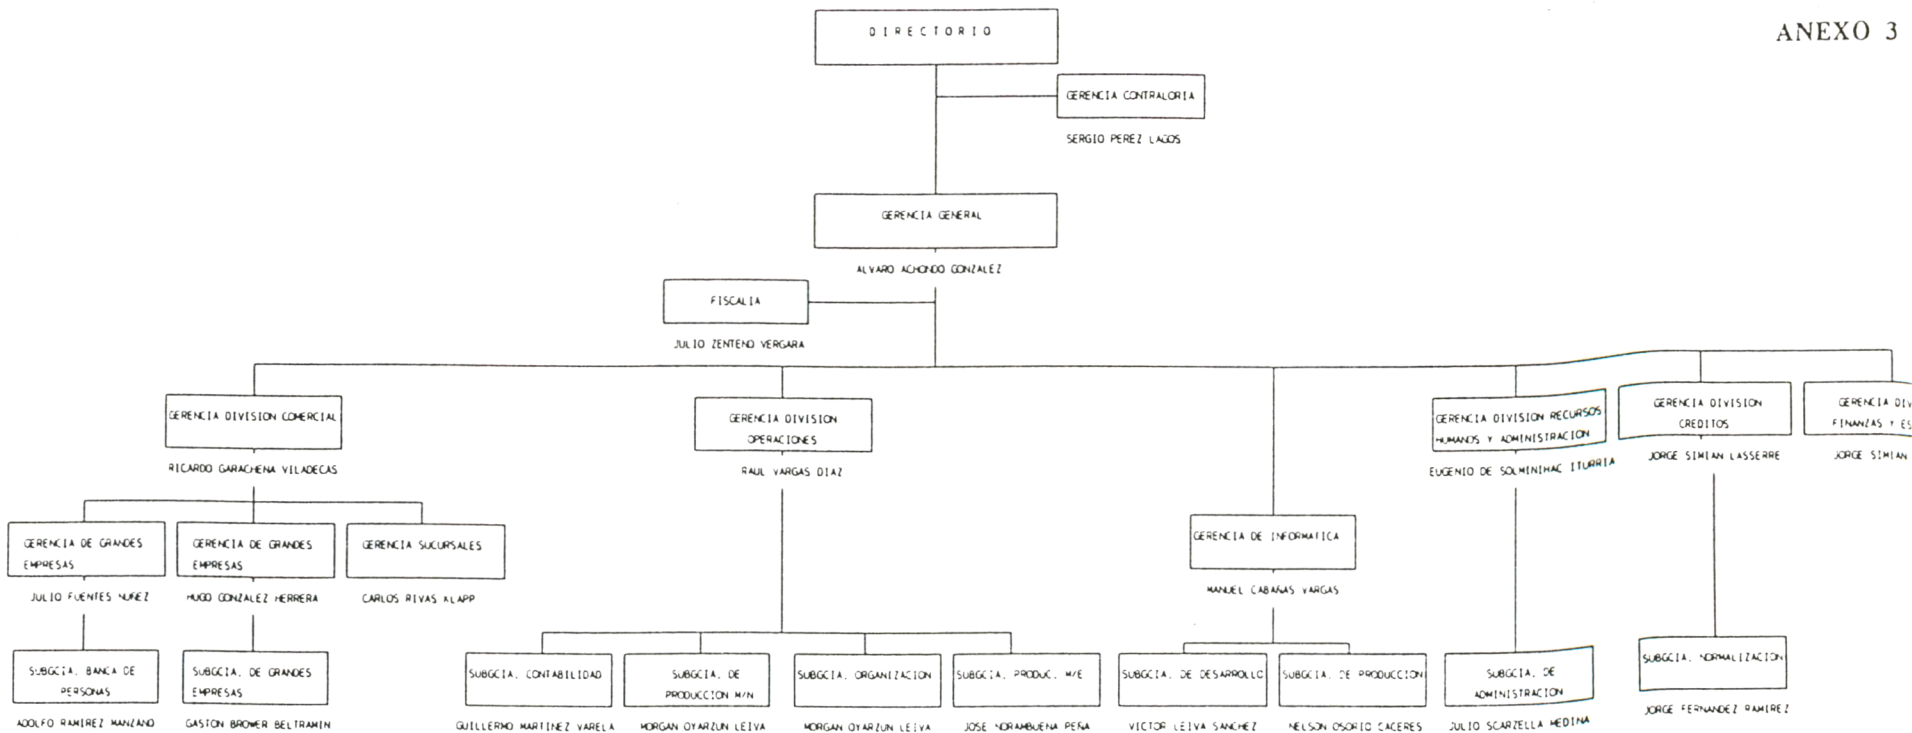 ANEXO 3
DIRECTORIO
GERENCIA CONTRALORIA
SERGIO PEREZ LAGOS
GERENCIA GENERAL
ALVARO ACHONDO GONZALEZ
FISCALIA
JULIO ZENTENO VERGARA
GERENCIA DIVISION COMERCIAL
RICARDO GARACHENA VILADECAS
GERENCIA DIVISION
OPERACIONES
RAUL VARGAS DIAZ
GERENCIA DIVISION RECURSOS
HUMANOS Y ADMINISTRACION
EUGENIO DE SOLMINIHAC ITURRIA
GERENCIA DIVISION
CREDITOS
JORGE SIMIAN LASSERRE
GERENCIA DIV
FINANZAS Y ES
JORGE SIMIAN
GERENCIA DE GRANDES
EMPRESAS
JULIO FUENTES NUÑEZ
GERENCIA DE GRANDES
EMPRESAS
HUGO GONZALEZ HERRERA
GERENCIA SUCURSALES
CARLOS RIVAS KLAPP
GERENCIA DE INFORMATICA
MANUEL CABAÑAS VARGAS
SUBGCIA. BANCA DE
PERSONAS
ADOLFO RAMIREZ MANZANO
SUBGCIA. DE GRANDES
EMPRESAS
GASTON BROWER BELTRAMIN
SUBGCIA. CONTABILIDAD
GUILLERMO MARTINEZ VARELA
SUBGCIA. DE
PRODUCCION M/N
MORGAN OYARZUN LEIVA
SUBGCIA. ORGANIZACION
MORGAN OYARZUN LEIVA
SUBGCIA. PRODUC. M/E
JOSE NORAMBUENA PEÑA
SUBGCIA. DE DESARROLLO
VICTOR LEIVA SANCHEZ
SUBGCIA. DE PRODUCCION
NELSON OSORIO CACERES
SUBGCIA. DE
ADMINISTRACION
JULIO SCARZELLA MEDINA
SUBGCIA. NORMALIZACION
JORGE FERNANDEZ RAMIREZ